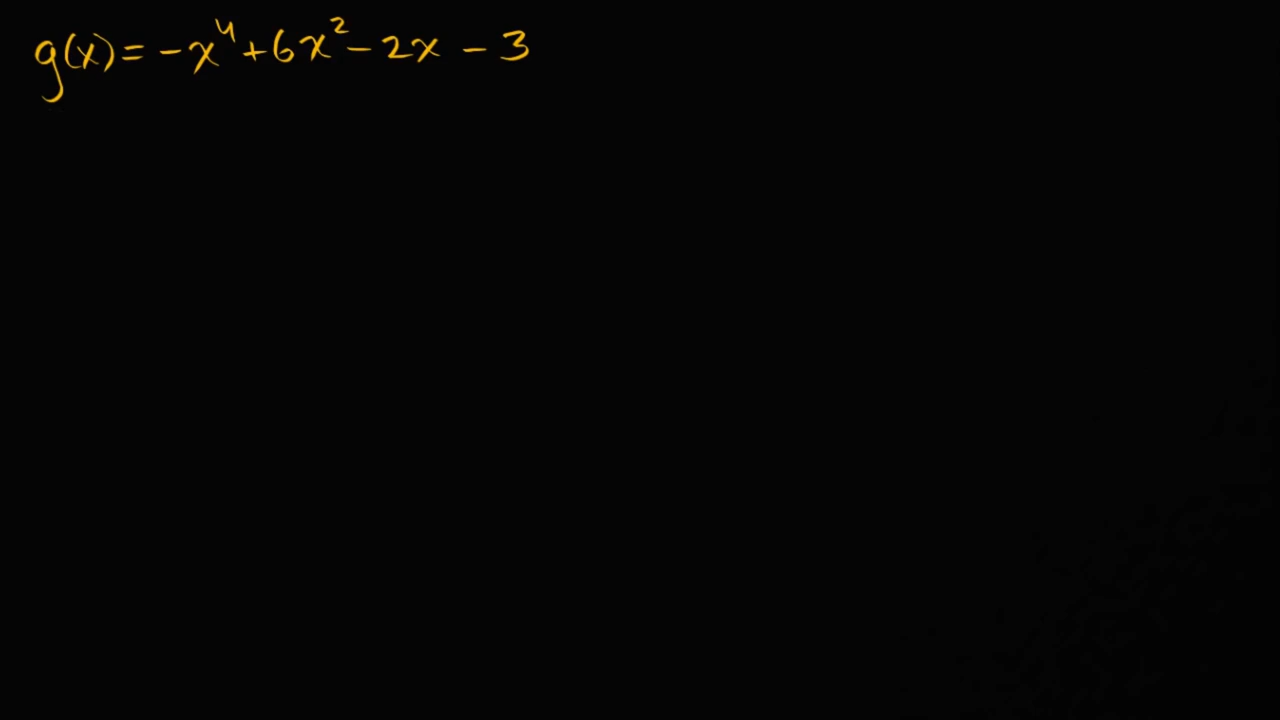 g(x) = -x⁴ + 6x² - 2x - 3